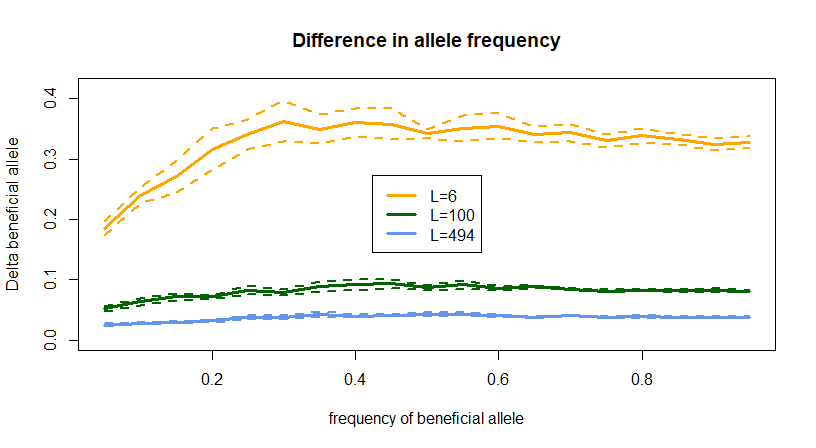 Difference in allele frequency
Delta beneficial allele
0.4
0.3
0.2
0.1
0.0
L=6
L=100
L=494
0.2 0.4 0.6 0.8
frequency of beneficial allele